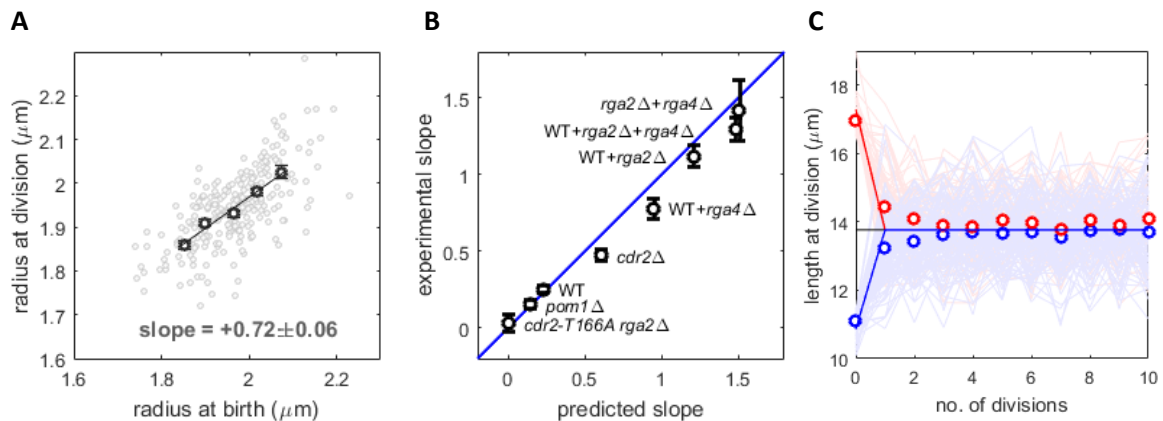 A
radius at division (μm)
2.2
2.1
2
1.9
1.8
1.7
1.6
slope = +0.72±0.06
1.6
1.8
2
2.2
radius at birth (μm)
B
experimental slope
1.5
1
0.5
0
rga2Δ+rga4Δ
WT+rga2Δ+rga4Δ
WT+rga2Δ
WT+rga4Δ
cdr2Δ
WT
pom1Δ
cdr2-T166A rga2Δ
0
0.5
1
1.5
predicted slope
C
length at division (μm)
18
16
14
12
10
0
2
4
6
8
10
no. of divisions